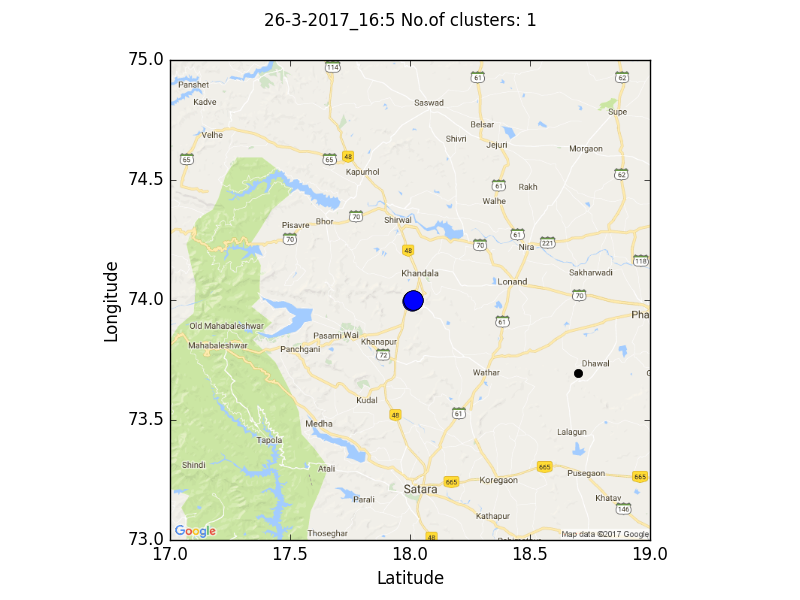 26-3-2017_16:5 No.of clusters: 1
75.0
74.5
74.0
73.5
73.0
Longitude
17.0
17.5
18.0
18.5
19.0
Latitude
114
61
62
Panshet
Kadve
Saswad
Supe
Belsar
Velhe
Shivri
Jejuri
Morgaon
65
65
48
Kapurhol
62
61
Rakh
Walhe
70
Shirwal
Bhor
Pisavre
70
61
70
221
Nira
48
118
Khandala
Sakharwadi
Lonand
70
Pha
61
Old Mahabaleshwar
Pasarni
Wai
Khanapur
Mahabaleshwar
Panchgani
72
Dhawal
Wathar
Kudal
48
61
Medha
Lalagun
Tapola
Shindi
Atali
665
665
Pusegaon
665
Koregaon
Satara
Parali
Khatav
146
Kathapur
Thoseghar
48
Google
Map data ©2017 Google